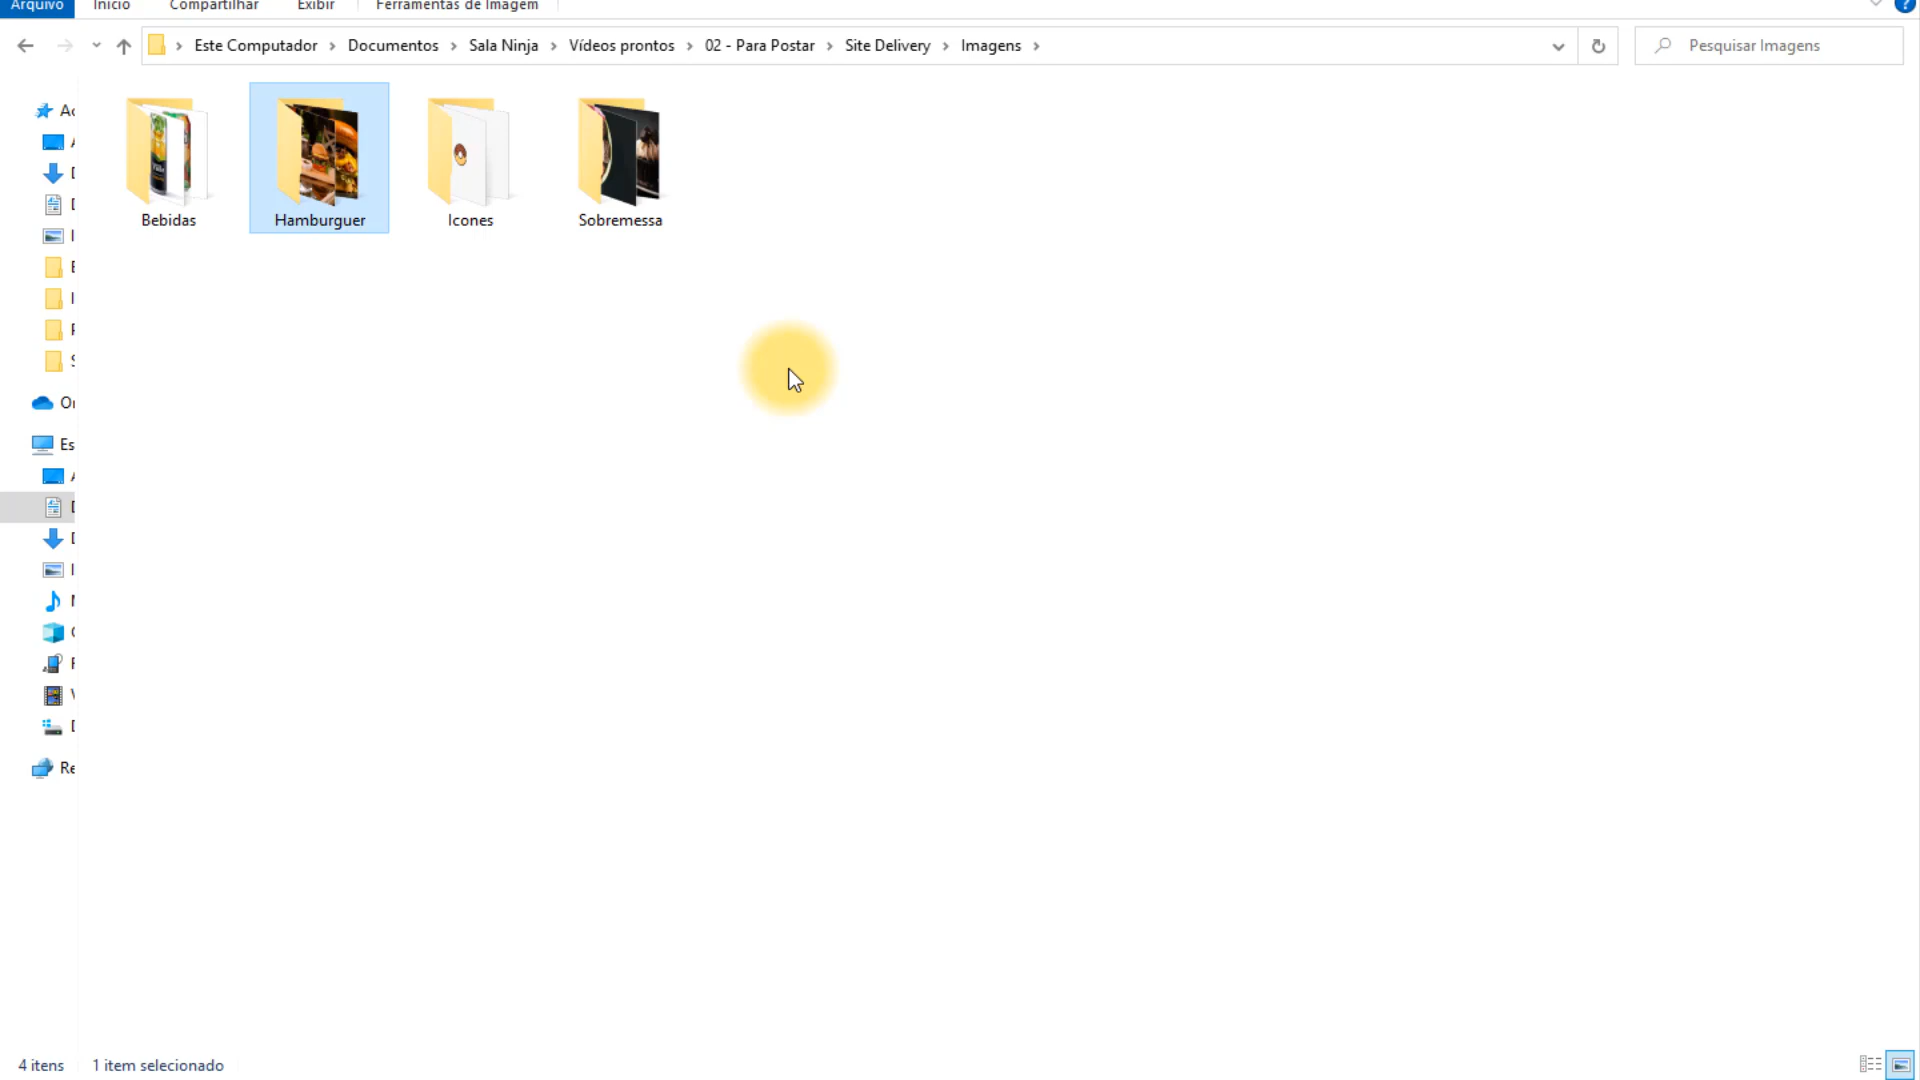 Arquivo Início Compartilhar Exibir Ferramentas de Imagem
Este Computador Documentos Sala Ninja Vídeos prontos 02 - Para Postar Site Delivery Imagens
Pesquisar Imagens
Bebidas Hamburguer Icones Sobremessa
4 itens 1 item selecionado